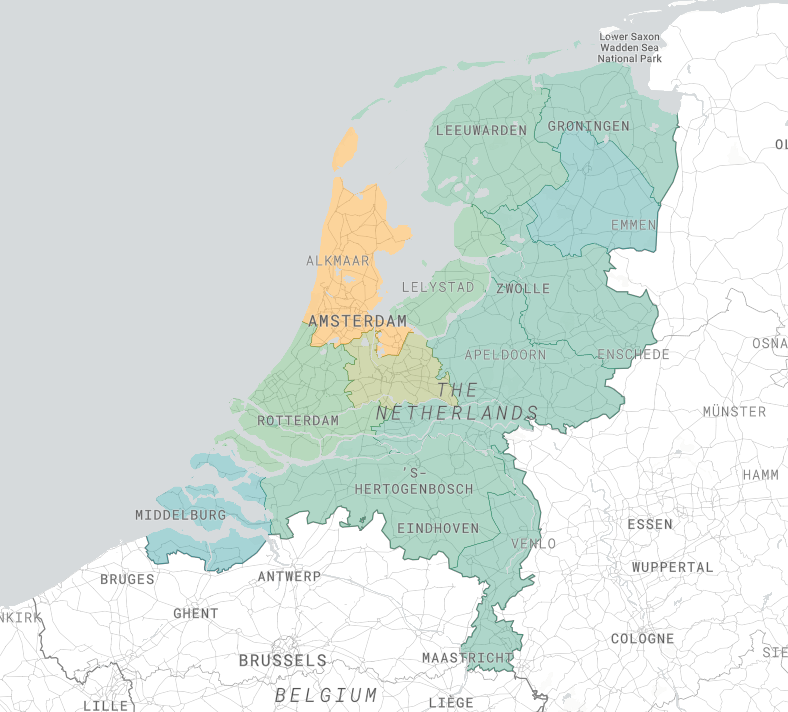 Lower Saxon
Wadden Sea
National Park
LEEUWARDEN
GRONINGEN
OL
EMMEN
ALKMAAR
LELYSTAD
ZWOLLE
AMSTERDAM
OSNA
APELDOORN
ENSCHEDE
THE
NETHERLANDS
MÜNSTER
ROTTERDAM
'S-
HERTOGENBOSCH
HAMM
MIDDELBURG
EINDHOVEN
ESSEN
VENLO
WUPPERTAL
BRUGES
ANTWERP
NKIRK
GHENT
COLOGNE
SIE
BRUSSELS
MAASTRICHT
BELGIUM
LILLE
LIÈGE